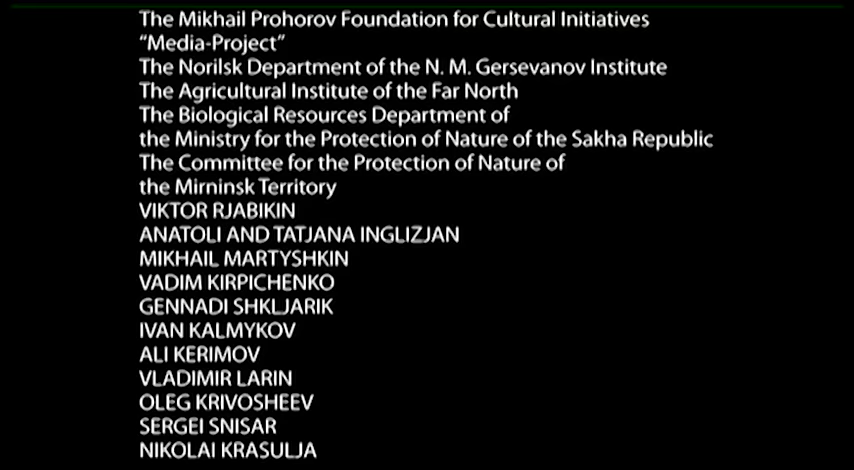 The Mikhail Prohorov Foundation for Cultural Initiatives
“Media-Project”
The Norilsk Department of the N. M. Gersevanov Institute
The Agricultural Institute of the Far North
The Biological Resources Department of
the Ministry for the Protection of Nature of the Sakha Republic
The Committee for the Protection of Nature of
the Mirninsk Territory
VIKTOR RJABIKIN
ANATOLI AND TATJANA INGLIZJAN
MIKHAIL MARTYSHKIN
VADIM KIRPICHENKO
GENNADI SHKLJARIK
IVAN KALMYKOV
ALI KERIMOV
VLADIMIR LARIN
OLEG KRIVOSHEEV
SERGEI SNISAR
NIKOLAI KRASULJA